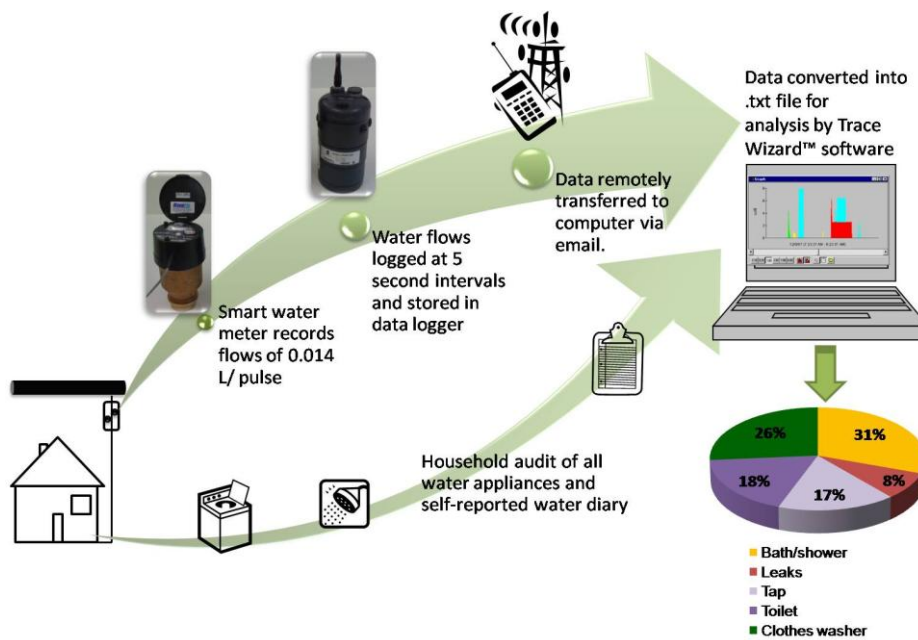 Data converted into
.txt file for
analysis by Trace
Wizard™ software
Data remotely
transferred to
computer via
email.
Water flows
logged at 5
second intervals
and stored in
data logger
Smart water
meter records
flows of 0.014
L/ pulse
Household audit of all
water appliances and
self-reported water diary
26%
31%
18%
17%
8%
Bath/shower
Leaks
Tap
Toilet
Clothes washer